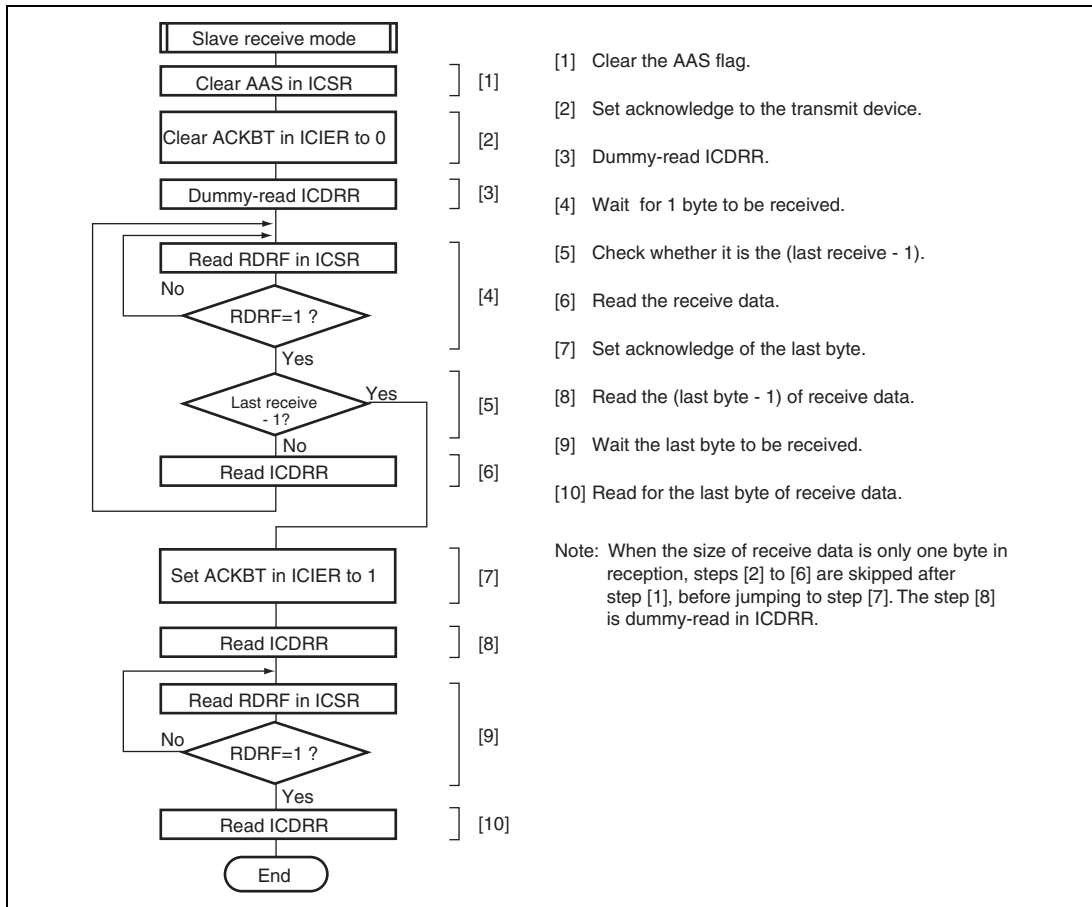 Slave receive mode
Clear AAS in ICSR
[1]
Clear ACKBT in ICIER to 0
[2]
Dummy-read ICDRR
[3]
Read RDRF in ICSR
No
RDRF=1 ?
[4]
Yes
Last receive
- 1?
Yes
[5]
No
Read ICDRR
[6]
Set ACKBT in ICIER to 1
[7]
Read ICDRR
[8]
Read RDRF in ICSR
No
RDRF=1 ?
[9]
Yes
Read ICDRR
[10]
End
[1] Clear the AAS flag.
[2] Set acknowledge to the transmit device.
[3] Dummy-read ICDRR.
[4] Wait for 1 byte to be received.
[5] Check whether it is the (last receive - 1).
[6] Read the receive data.
[7] Set acknowledge of the last byte.
[8] Read the (last byte - 1) of receive data.
[9] Wait the last byte to be received.
[10] Read for the last byte of receive data.
Note: When the size of receive data is only one byte in
reception, steps [2] to [6] are skipped after
step [1], before jumping to step [7]. The step [8]
is dummy-read in ICDRR.